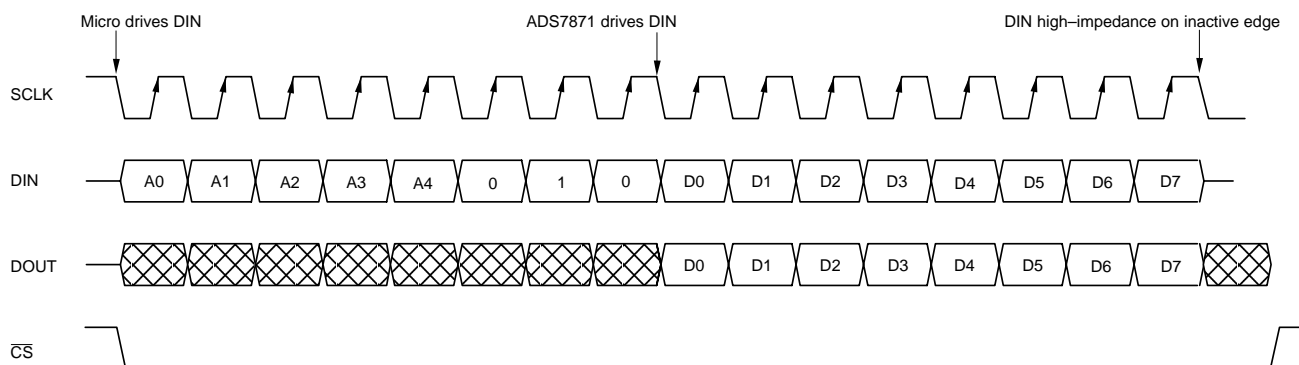 Micro drives DIN
ADS7871 drives DIN
DIN high–impedance on inactive edge
SCLK
DIN A0 A1 A2 A3 A4 0 1 0 D0 D1 D2 D3 D4 D5 D6 D7
DOUT D0 D1 D2 D3 D4 D5 D6 D7
CS